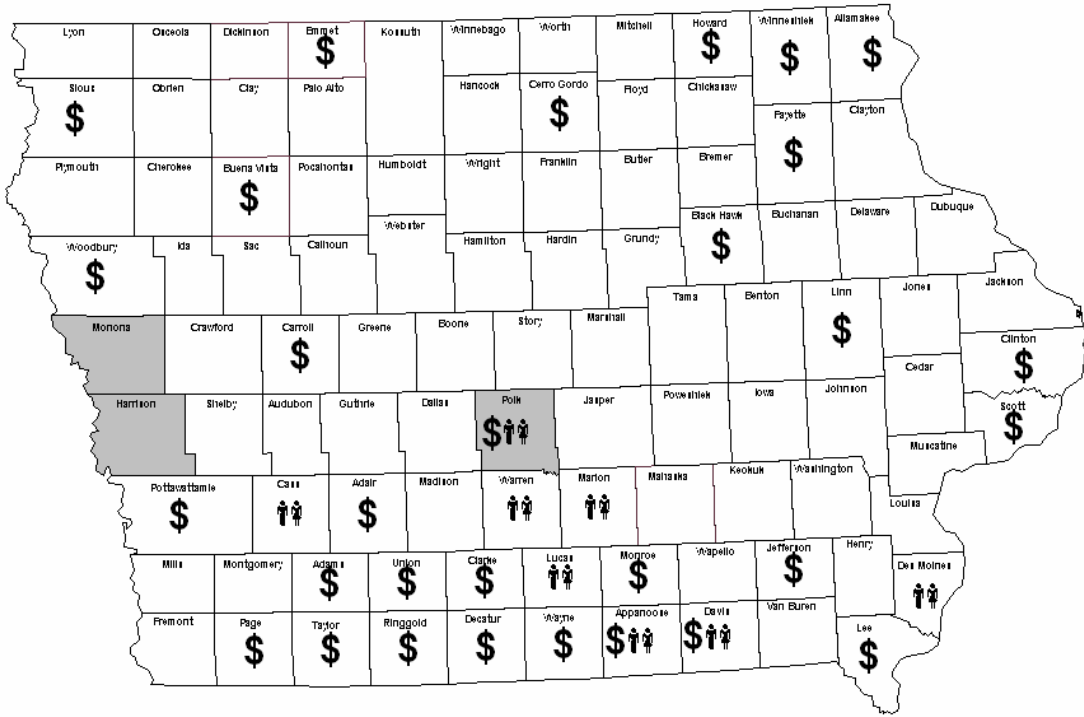 Lyon
Osceola
Dickinson
Emmet
$
Kossuth
Winnebago
Worth
Mitchell
Howard
$
Winneshiek
$
Allamakee
$
Sioux
$
Obrien
Clay
Palo Alto
Hancock
Cerro Gordo
$
Floyd
Chickasaw
Fayette
$
Clayton
Plymouth
Cherokee
Buena Vista
$
Pocahontas
Humboldt
Wright
Franklin
Butler
Bremer
Black Hawk
$
Buchanan
Delaware
Dubuque
Woodbury
$
Ida
Sac
Calhoun
Webster
Hamilton
Hardin
Grundy
Tama
Benton
Linn
$
Jones
Jackson
Monona
Crawford
Carroll
$
Greene
Boone
Story
Marshall
Clinton
$
Cedar
Harrison
Shelby
Audubon
Guthrie
Dallas
Polk
$
Jasper
Poweshiek
Iowa
Johnson
Scott
$
Muscatine
Pottawattamie
$
Cass
Adair
$
Madison
Warren
Marion
Mahaska
Keokuk
Washington
Louisa
Mills
Montgomery
Adams
$
Union
$
Clarke
$
Lucas
Monroe
$
Wapello
Jefferson
$
Henry
Des Moines
Fremont
Page
$
Taylor
$
Ringgold
$
Decatur
$
Wayne
$
Appanoose
$
Davis
$
Van Buren
Lee
$